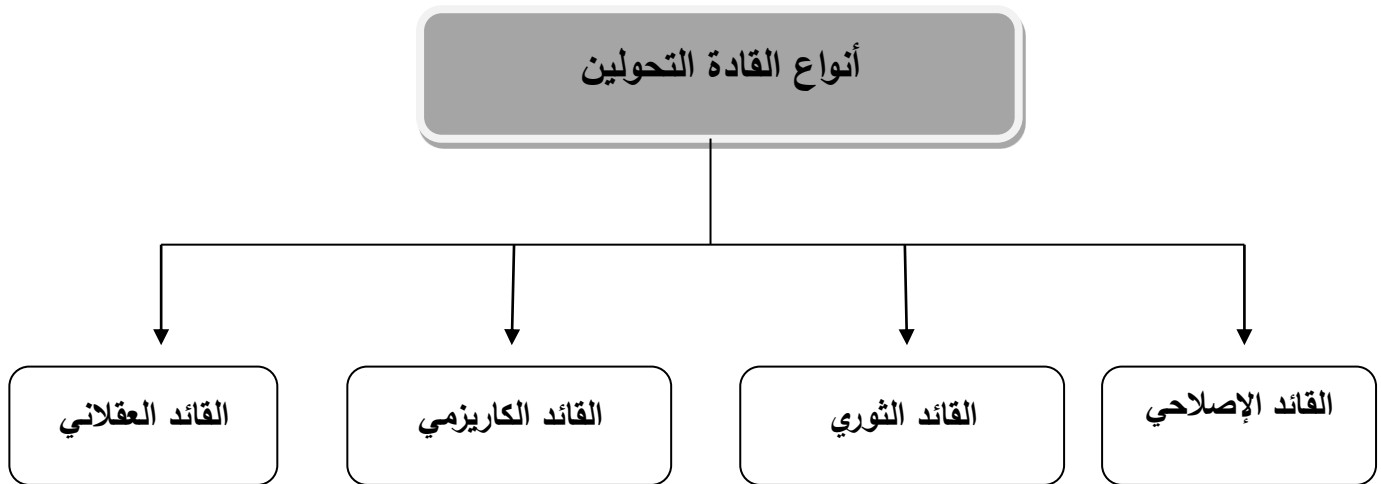 أنواع القادة التحولين
القائد الإصلاحي
القائد الثوري
القائد الكاريزمي
القائد العقلاني